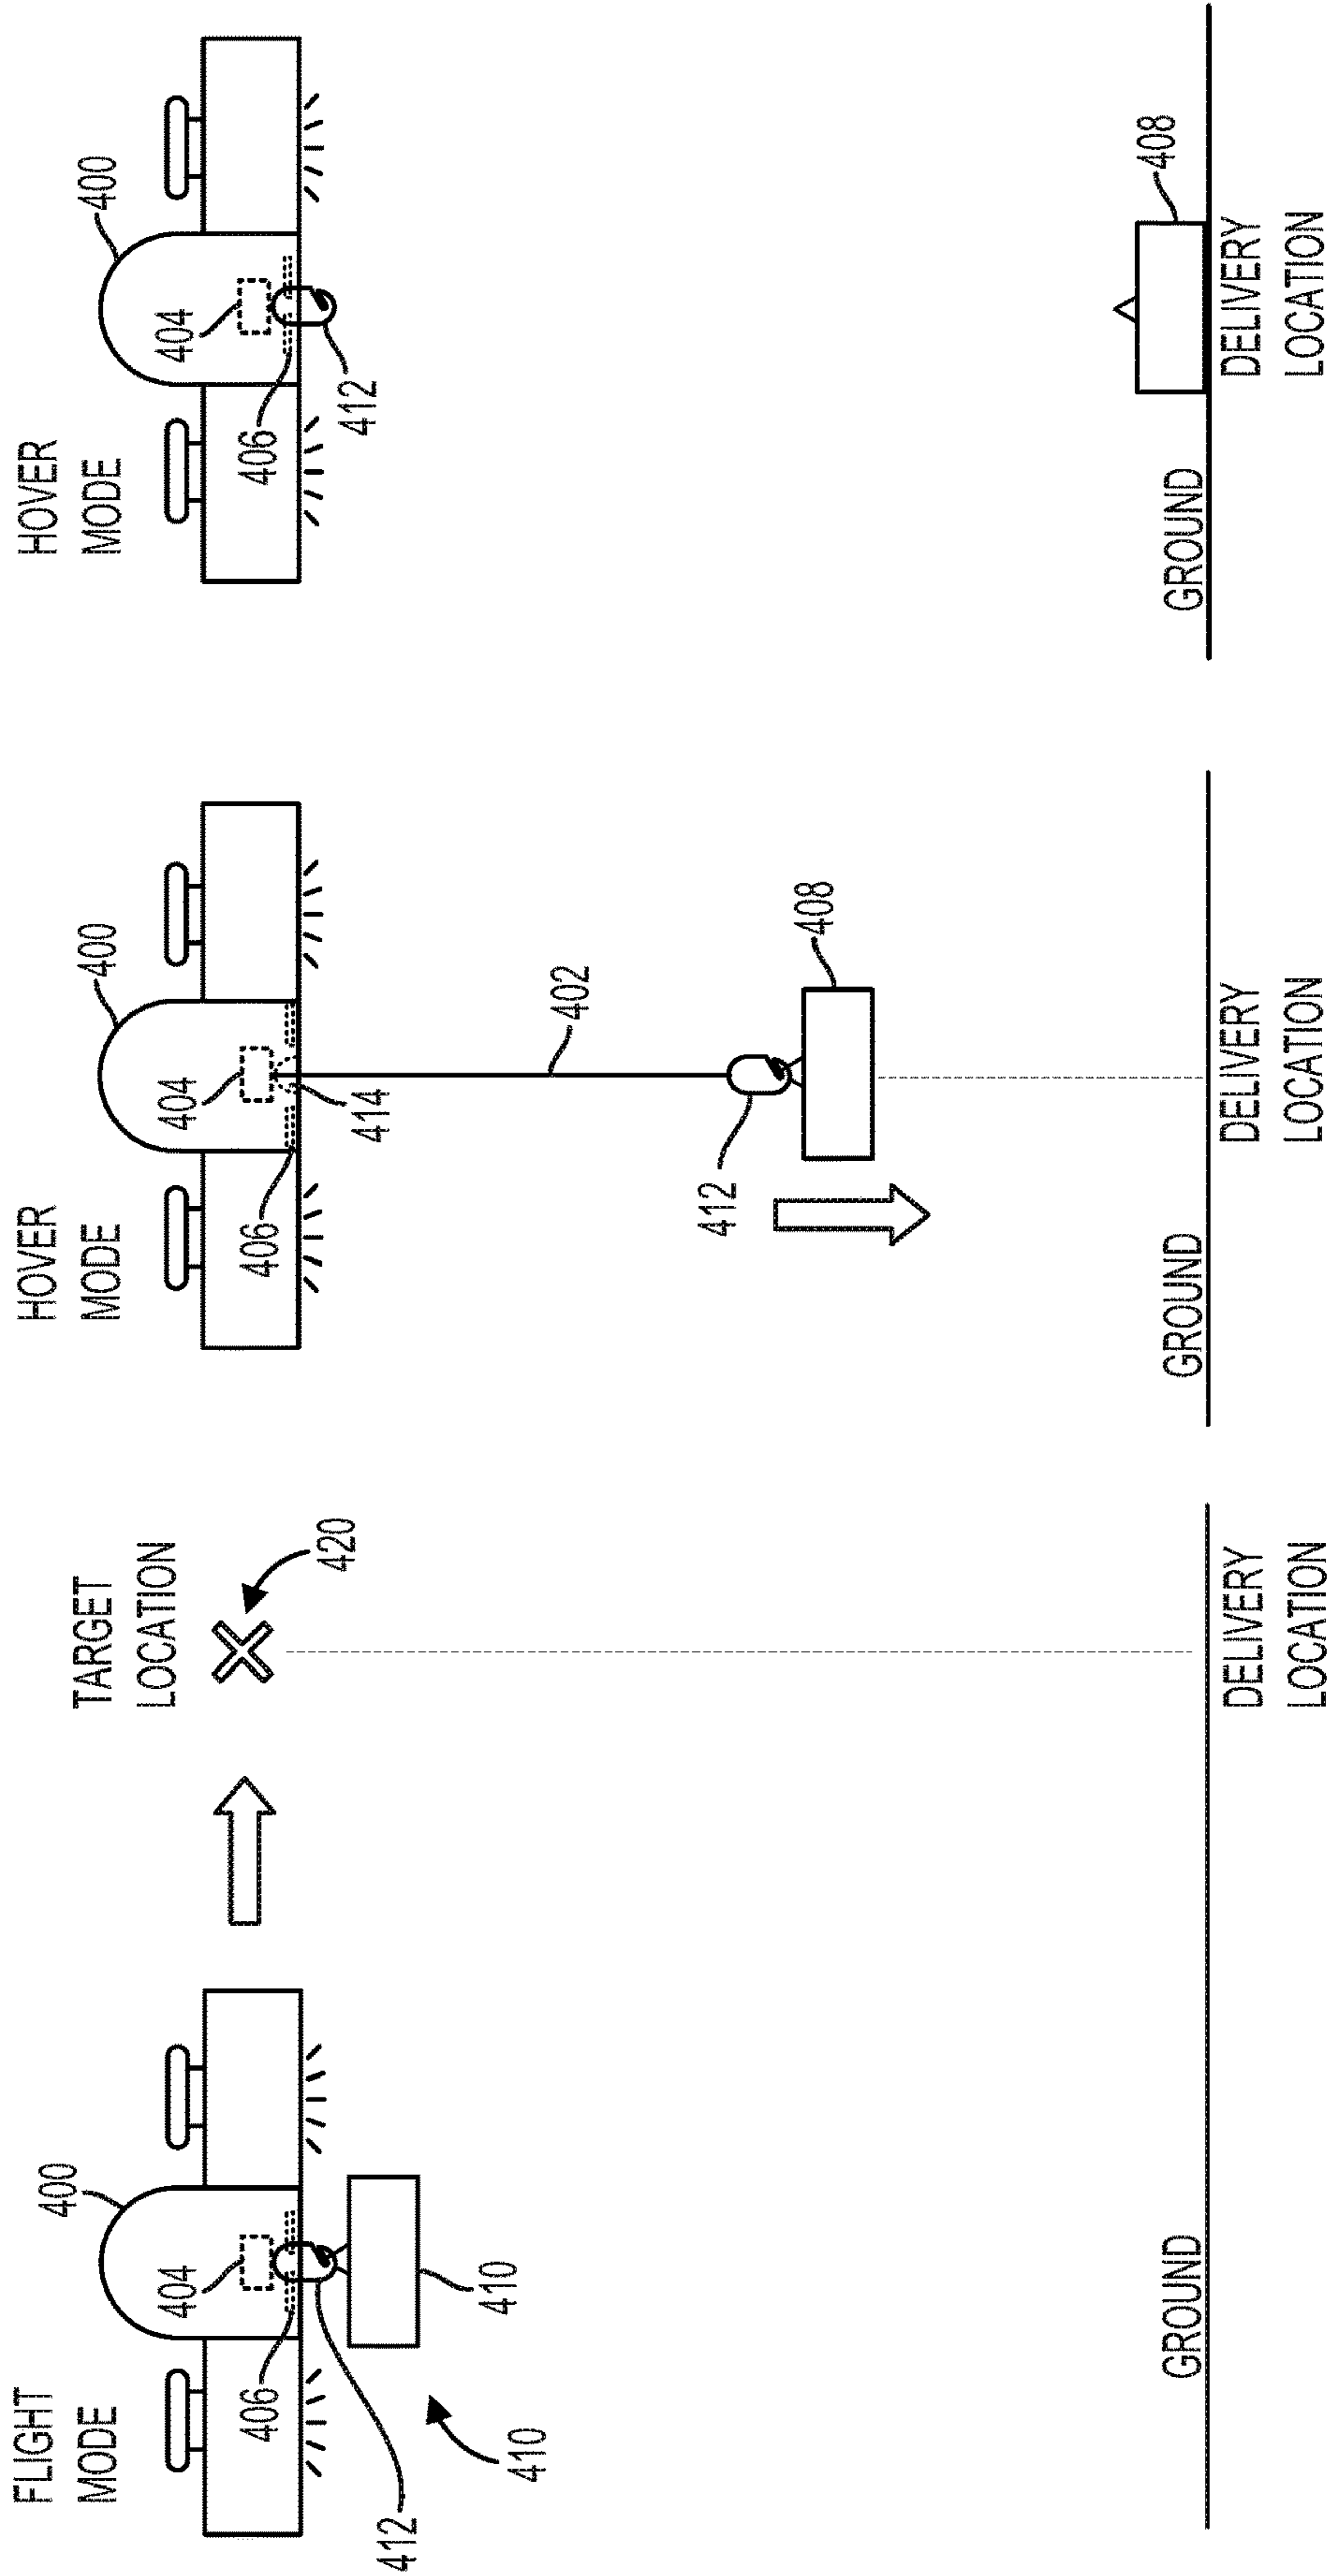 FLIGHT
MODE
400
404
406
412
410
410
TARGET
LOCATION
420
GROUND
DELIVERY
LOCATION
HOVER
MODE
400
404
406
414
402
412
408
GROUND
DELIVERY
LOCATION
HOVER
MODE
400
404
406
412
408
GROUND
DELIVERY
LOCATION